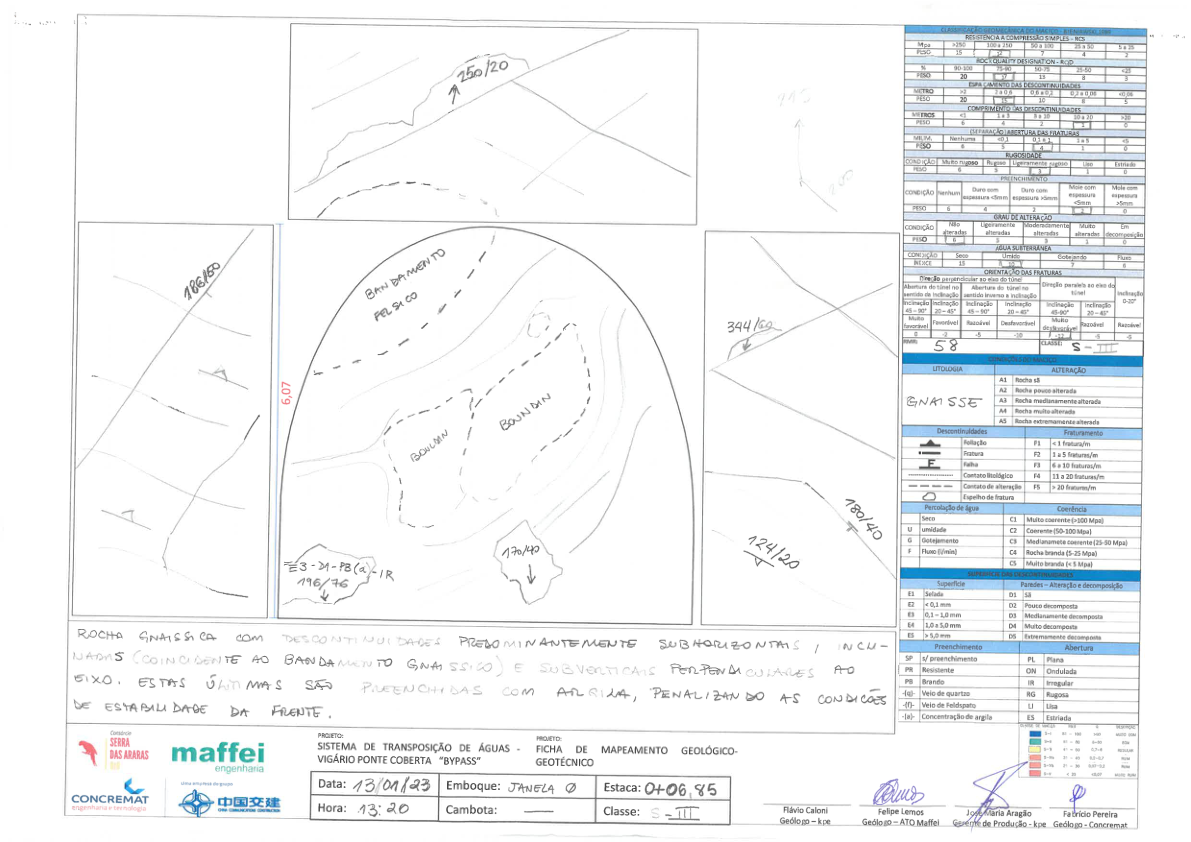 250/20
186/60
BANDAMENTO
FELSICO
6,07
BOUDIN
BOUDIN
344/60
180/40
124/20
170/40
E3-D1-PB(a)-IR
196/76
ROCHA GNAISSICA COM DESCONTINUIDADES PREDOMINANTEMENTE SUBHORIZONTAIS, INCLI-
NADAS (COINCIDENTE AO BANDAMENTO GNAISSICO) E SUBVERTICAIS PERPENDICULARES AO
EIXO. ESTAS ÚLTIMAS SÃO PREENCHIDAS COM ARGILA, PENALIZANDO AS CONDIÇÕES
DE ESTABILIDADE DA FRENTE.
RESISTENCIA A COMPRESSÃO SIMPLES - RCS
Mpa >250 100 a 250 50 a 100 25 a 50 5 a 25
PESO 15 12 7 4 2
ROCK QUALITY DESIGNATION - RQD
% 90-100 75-90 50-75 25-50 <25
PESO 20 17 13 8 3
ESPAÇAMENTO DAS DESCONTINUIDADES
METRO >2 2 a 0,6 0,6 a 0,2 0,2 a 0,06 <0,06
PESO 20 15 10 8 5
COMPRIMENTO DAS DESCONTINUIDADES
METROS <1 1 a 3 3 a 10 10 a 20 >20
PESO 6 4 2 1 0
(SEPARAÇÃO) ABERTURA DAS FRATURAS
MILIM. Nenhuma <0,1 0,1 a 1 1 a 5 <5
PESO 6 5 4 1 0
RUGOSIDADE
CONDIÇÃO Muito rugoso Rugoso Ligeiramente rugoso Liso Estriado
PESO 6 5 3 1 0
PREENCHIMENTO
CONDIÇÃO Nenhum Duro com espessura <5mm Duro com espessura >5mm Mole com espessura <5mm Mole com espessura >5mm
PESO 6 4 2 2 0
GRAU DE ALTERAÇÃO
CONDIÇÃO Não alteradas Ligeiramente alteradas Moderadamente alteradas Muito alteradas Em decomposição
PESO 6 5 3 1 0
ÁGUA SUBTERRÂNEA
CONDIÇÃO Seco Umido Gotejando Fluxo
INDICE 15 10 7
ORIENTAÇÃO DAS FRATURAS
Direção perpendicular ao eixo do túnel
Abertura do túnel no sentido de inclinação Abertura do túnel no sentido inverso a inclinação Direção paralela ao eixo do túnel Inclinação 0-20°
Inclinação 45 – 90° Inclinação 20 – 45° Inclinação 45 – 90° Inclinação 20 – 45° Inclinação 45-90° Inclinação 20 – 45°
Muito favorável Favorável Razoável Desfavorável Muito desfavorável Razoável Razoável
0 -2 -5 -10 -12 -5 -5
RMR: 58 CLASSE: S-III
LITOLOGIA ALTERAÇÃO
GNAISSE
A1 Rocha sã
A2 Rocha pouco alterada
A3 Rocha medianamente alterada
A4 Rocha muito alterada
A5 Rocha extremamente alterada
Descontinuidades Fraturamento
Foliação F1 < 1 fratura/m
Fratura F2 1 a 5 fraturas/m
Falha F3 6 a 10 fraturas/m
Contato litológico F4 11 a 20 fraturas/m
Contato de alteração F5 > 20 fraturas/m
Espelho de fratura
Percolação de água Coerência
Seco C1 Muito coerente (>100 Mpa)
U umidade C2 Coerente (50-100 Mpa)
G Gotejamento C3 Medianamete coerente (25-50 Mpa)
F Fluxo (l/min) C4 Rocha branda (5-25 Mpa)
C5 Muito branda (< 5 Mpa)
SUPERFÍCIE DAS DESCONTINUIDADES
Superfície Paredes – Alteração e decomposição
E1 Selada D1 Sã
E2 < 0,1 mm D2 Pouco decomposta
E3 0,1 – 1,0 mm D3 Medianamente decomposta
E4 1,0 a 5,0 mm D4 Muito decomposta
E5 > 5,0 mm D5 Extremamente decomposta
Preenchimento Abertura
SP s/ preenchimento PL Plana
PR Resistente ON Ondulada
PB Brando IR Irregular
-(q)- Veio de quartzo RG Rugosa
-(f)- Veio de Feldspato LI Lisa
-(a)- Concentração de argila ES Estriada
Consórcio
SERRA
DAS ARARAS
maffei
engenharia
CONCREMAT
engenharia e tecnologia
Uma empresa do grupo
中国交建
PROJETO:
SISTEMA DE TRANSPOSIÇÃO DE ÁGUAS -
VIGÁRIO PONTE COBERTA "BYPASS"
PROJETO:
FICHA DE MAPEAMENTO GEOLÓGICO-
GEOTÉCNICO
Data: 13/01/23 Emboque: JANELA Ø Estaca: 0+06,85
Hora: 13:20 Cambota: — Classe: S-III
Flávio Caloni
Geólogo – kpe
Felipe Lemos
Geólogo – ATO Maffei
José Maria Aragão
Gerente de Produção - kpe
Fabrício Pereira
Geólogo - Concremat